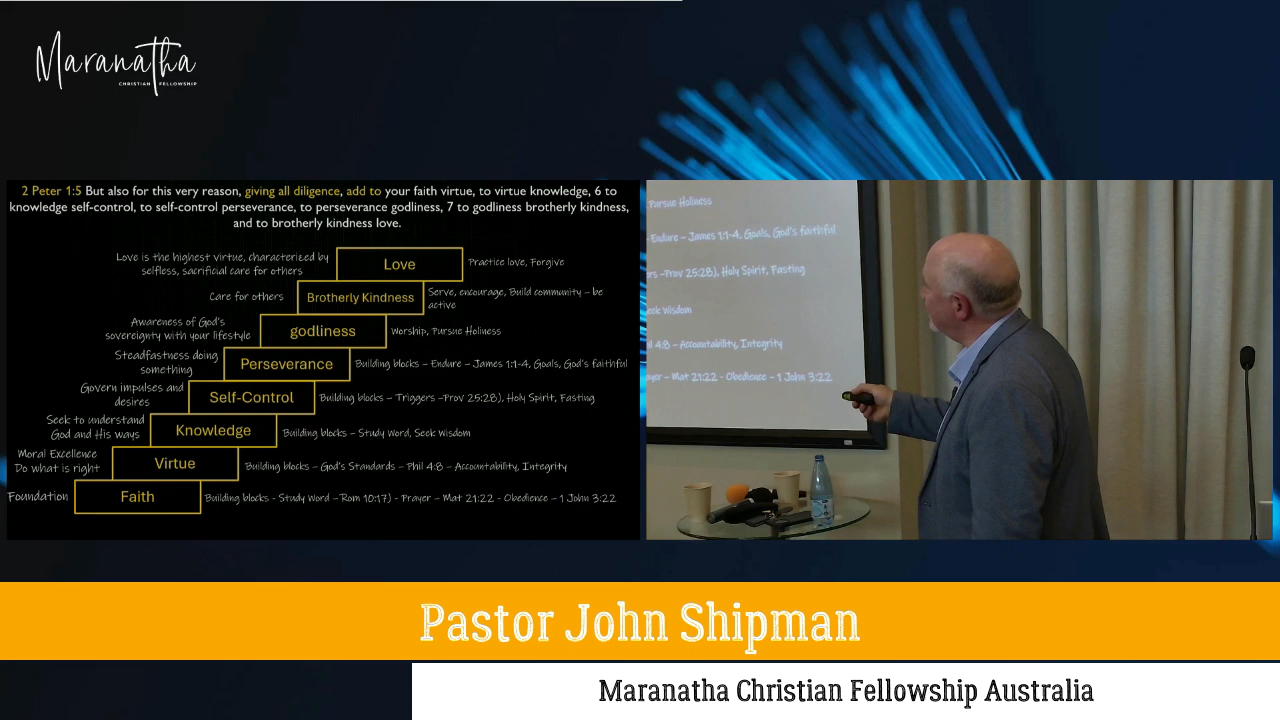 Maranatha
CHRISTIAN FELLOWSHIP
2 Peter 1:5 But also for this very reason, giving all diligence, add to your faith virtue, to virtue knowledge, 6 to
knowledge self-control, to self-control perseverance, to perseverance godliness, 7 to godliness brotherly kindness,
and to brotherly kindness love.
Love is the highest virtue, characterized by
selfless, sacrificial care for others
Love
Practice love, Forgive
Care for others
Brotherly Kindness
Serve, encourage, Build community – be
active
Awareness of God's
sovereignty with your lifestyle
godliness
Worship, Pursue Holiness
Steadfastness doing
something
Perseverance
Building blocks – Endure – James 1:1-4, Goals, God's faithful
Govern impulses and
desires
Self-Control
Building blocks – Triggers –Prov 25:28), Holy Spirit, Fasting
Seek to understand
God and His ways
Knowledge
Building blocks – Study Word, Seek Wisdom
Moral Excellence
Do what is right
Virtue
Building blocks – God's Standards – Phil 4:8 – Accountability, Integrity
Foundation
Faith
Building blocks - Study Word –Rom 10:17) - Prayer – Mat 21:22 - Obedience – 1 John 3:22
Pursue Holiness
– Endure – James 1:1-4, Goals, God's faithful
rs –Prov 25:28), Holy Spirit, Fasting
eek Wisdom
il 4:8 – Accountability, Integrity
ayer – Mat 21:22 - Obedience – 1 John 3:22
Pastor John Shipman
Maranatha Christian Fellowship Australia